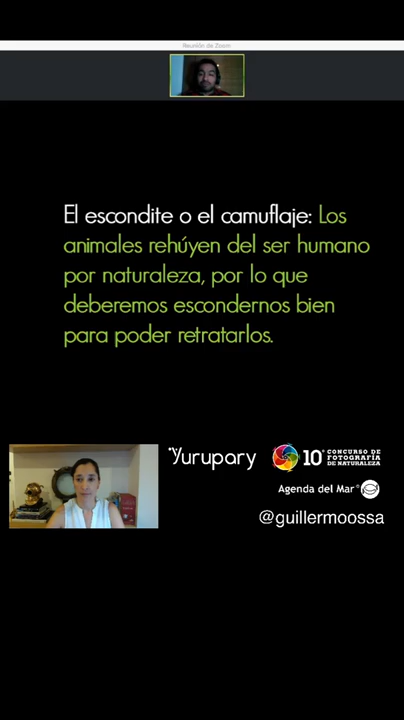 Reunión de Zoom
El escondite o el camuflaje: Los
animales rehúyen del ser humano
por naturaleza, por lo que
deberemos escondernos bien
para poder retratarlos.
Yurupary
10° CONCURSO DE
FOTOGRAFÍA
DE NATURALEZA
Agenda del Mar
@guillermoossa